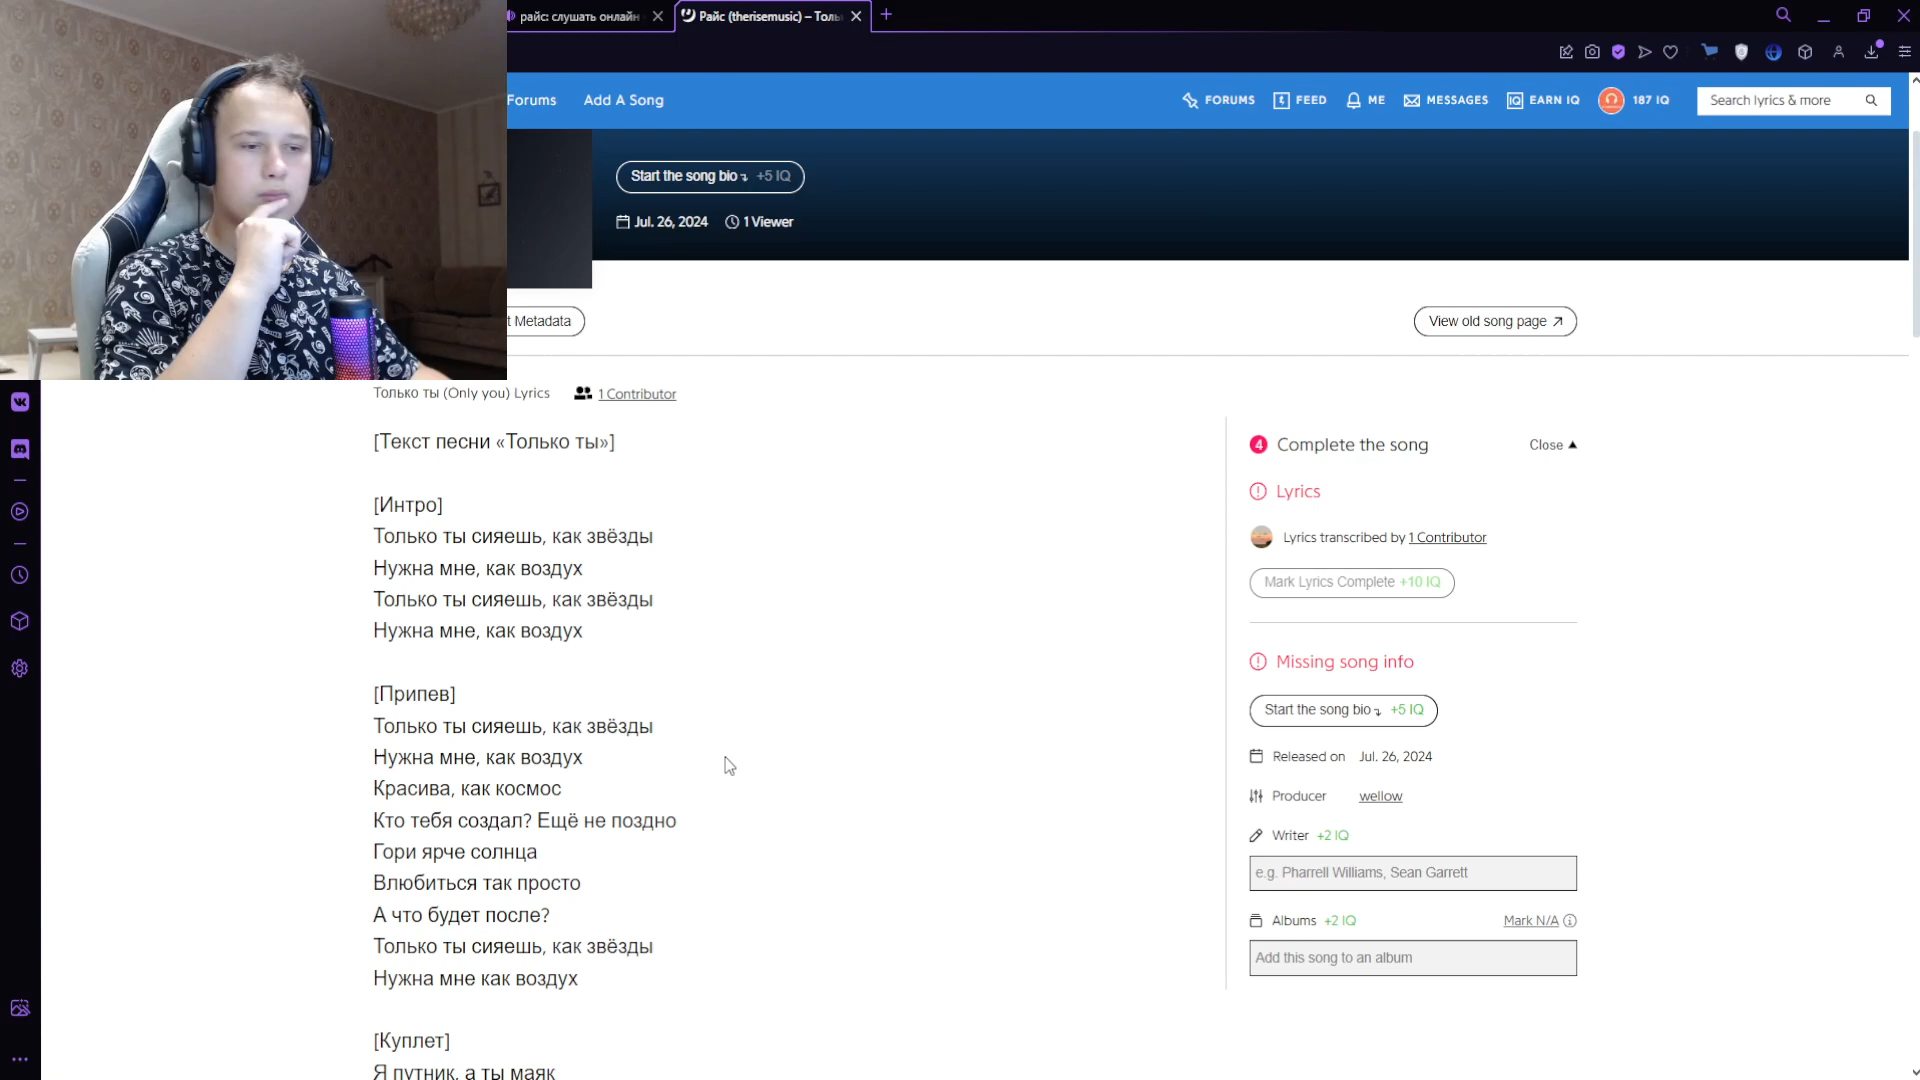 райс: слушать онлайн
Райс (therisemusic) – Толь
Forums
Add A Song
FORUMS
FEED
ME
MESSAGES
EARN IQ
187 IQ
Search lyrics & more
Start the song bio +5 IQ
Jul. 26, 2024
1 Viewer
t Metadata
View old song page
Только ты (Only you) Lyrics
1 Contributor
[Текст песни «Только ты»]
[Интро]
Только ты сияешь, как звёзды
Нужна мне, как воздух
Только ты сияешь, как звёзды
Нужна мне, как воздух
[Припев]
Только ты сияешь, как звёзды
Нужна мне, как воздух
Красива, как космос
Кто тебя создал? Ещё не поздно
Гори ярче солнца
Влюбиться так просто
А что будет после?
Только ты сияешь, как звёзды
Нужна мне как воздух
[Куплет]
Я путник, а ты маяк
4 Complete the song
Close
Lyrics
Lyrics transcribed by 1 Contributor
Mark Lyrics Complete +10 IQ
Missing song info
Start the song bio +5 IQ
Released on Jul. 26, 2024
Producer wellow
Writer +2 IQ
e.g. Pharrell Williams, Sean Garrett
Albums +2 IQ
Mark N/A
Add this song to an album